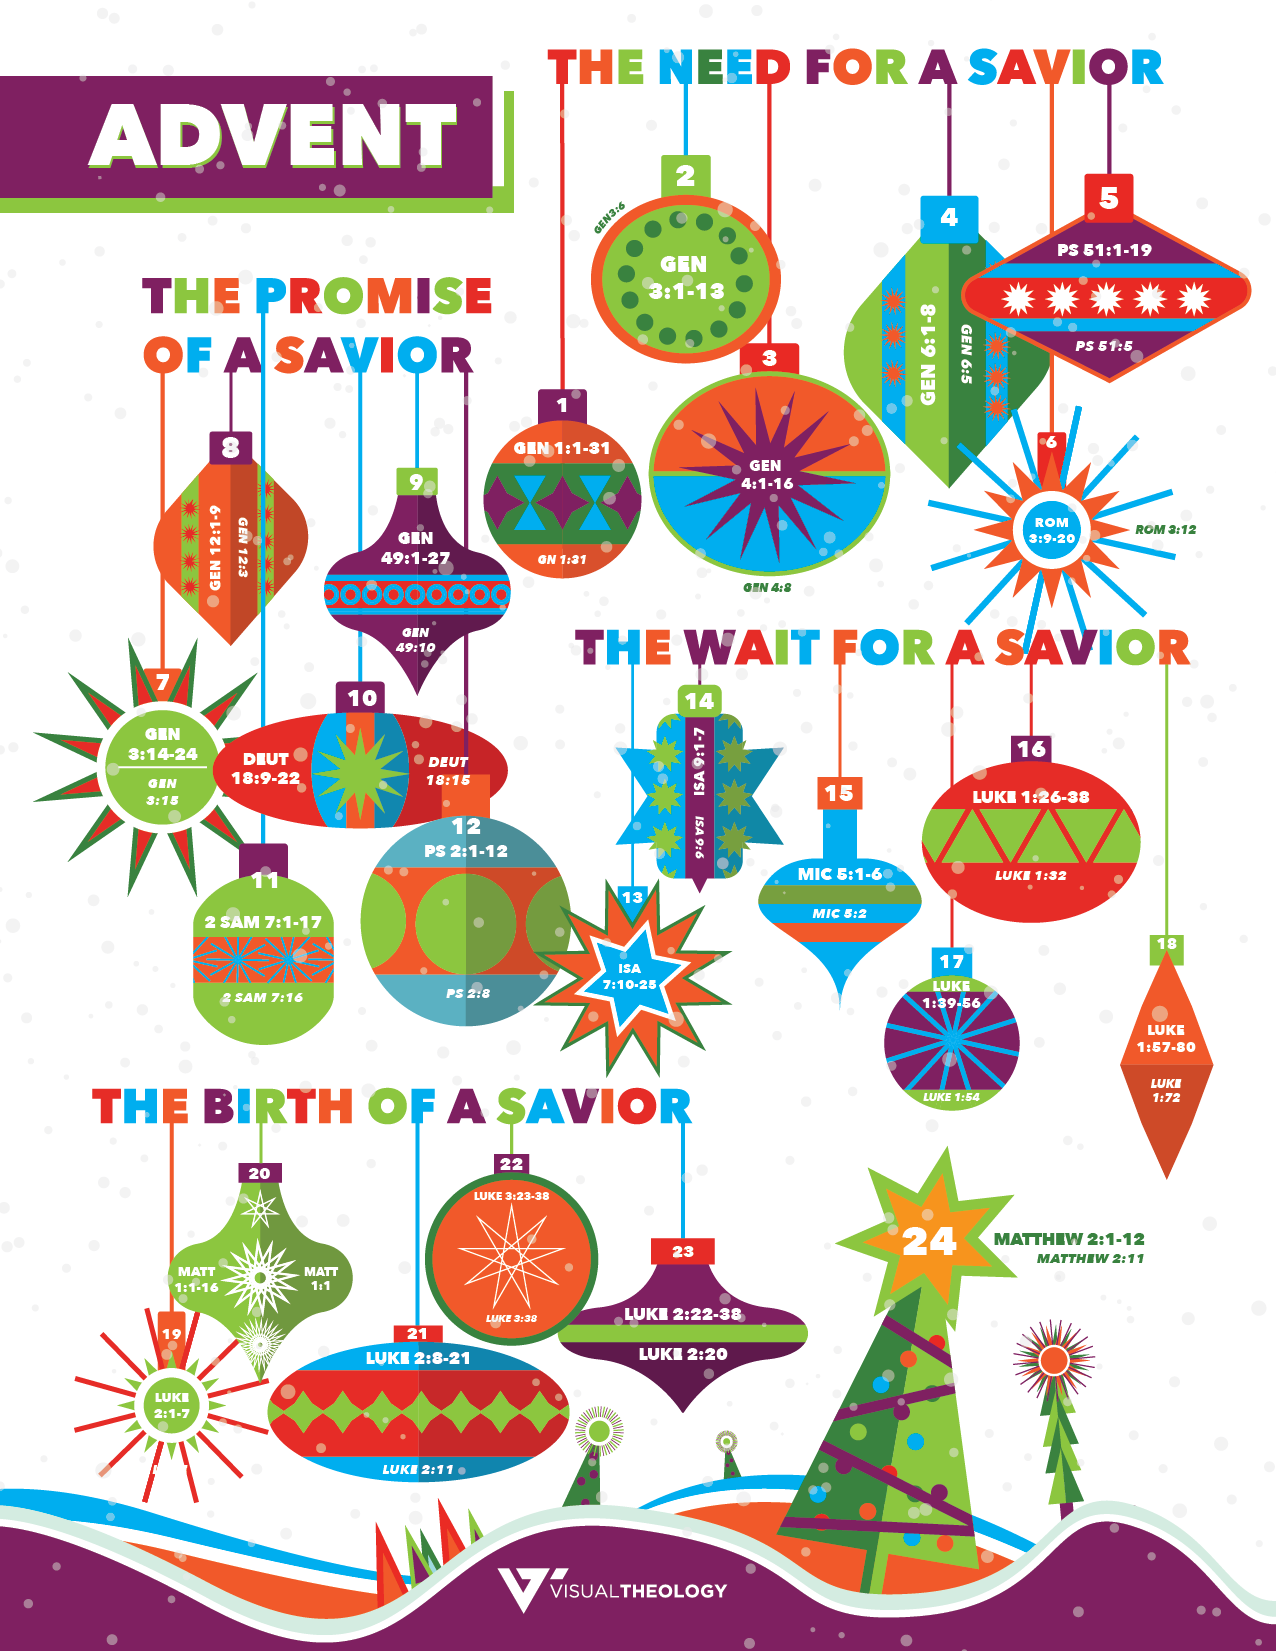 ADVENT
THE NEED FOR A SAVIOR
1
GEN 1:1-31
GN 1:31
2
GEN3:6
GEN
3:1-13
3
GEN
4:1-16
GEN 4:8
4
GEN 6:1-8
GEN 6:5
5
PS 51:1-19
PS 51:5
6
ROM
3:9-20
ROM 3:12
THE PROMISE
OF A SAVIOR
7
GEN
3:14-24
GEN
3:15
8
GEN 12:1-9
GEN 12:3
9
GEN
49:1-27
GEN
49:10
10
DEUT
18:9-22
DEUT
18:15
11
2 SAM 7:1-17
2 SAM 7:16
12
PS 2:1-12
PS 2:8
THE WAIT FOR A SAVIOR
13
ISA
7:10-25
14
ISA 9:1-7
ISA 9:6
15
MIC 5:1-6
MIC 5:2
16
LUKE 1:26-38
LUKE 1:32
17
LUKE
1:39-56
LUKE 1:54
18
LUKE
1:57-80
LUKE
1:72
THE BIRTH OF A SAVIOR
19
LUKE
2:1-7
20
MATT
1:1-16
MATT
1:1
21
LUKE 2:8-21
LUKE 2:11
22
LUKE 3:23-38
LUKE 3:38
23
LUKE 2:22-38
LUKE 2:20
24
MATTHEW 2:1-12
MATTHEW 2:11
VISUALTHEOLOGY